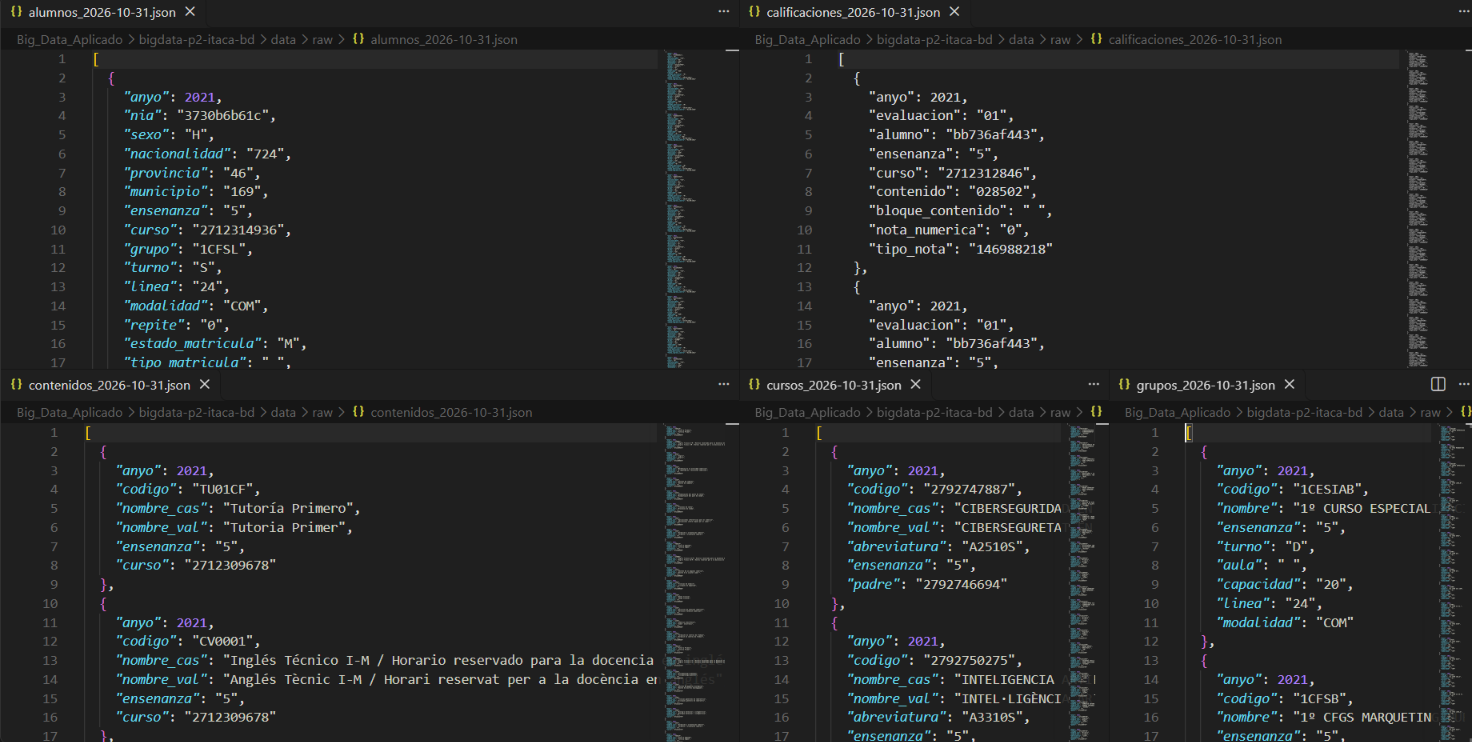 alumnos_2026-10-31.json
Big_Data_Aplicado > bigdata-p2-itaca-bd > data > raw > {} alumnos_2026-10-31.json
1 [
2 {
3 "anyo": 2021,
4 "nia": "3730b6b61c",
5 "sexo": "H",
6 "nacionalidad": "724",
7 "provincia": "46",
8 "municipio": "169",
9 "ensenanza": "5",
10 "curso": "2712314936",
11 "grupo": "1CFSL",
12 "turno": "S",
13 "linea": "24",
14 "modalidad": "COM",
15 "repite": "0",
16 "estado_matricula": "M",
17 "tipo_matricula": " ",
calificaciones_2026-10-31.json
Big_Data_Aplicado > bigdata-p2-itaca-bd > data > raw > {} calificaciones_2026-10-31.json
1 [
2 {
3 "anyo": 2021,
4 "evaluacion": "01",
5 "alumno": "bb736af443",
6 "ensenanza": "5",
7 "curso": "2712312846",
8 "contenido": "028502",
9 "bloque_contenido": " ",
10 "nota_numerica": "0",
11 "tipo_nota": "146988218"
12 },
13 {
14 "anyo": 2021,
15 "evaluacion": "01",
16 "alumno": "bb736af443",
17 "ensenanza": "5",
contenidos_2026-10-31.json
Big_Data_Aplicado > bigdata-p2-itaca-bd > data > raw > {} contenidos_2026-10-31.json
1 [
2 {
3 "anyo": 2021,
4 "codigo": "TU01CF",
5 "nombre_cas": "Tutoría Primero",
6 "nombre_val": "Tutoria Primer",
7 "ensenanza": "5",
8 "curso": "2712309678"
9 },
10 {
11 "anyo": 2021,
12 "codigo": "CV0001",
13 "nombre_cas": "Inglés Técnico I-M / Horario reservado para la docencia
14 "nombre_val": "Anglés Tècnic I-M / Horari reservat per a la docència en
15 "ensenanza": "5",
16 "curso": "2712309678"
17 },
cursos_2026-10-31.json
Big_Data_Aplicado > bigdata-p2-itaca-bd > data > raw > {}
1 [
2 {
3 "anyo": 2021,
4 "codigo": "2792747887",
5 "nombre_cas": "CIBERSEGURIDA
6 "nombre_val": "CIBERSEGURETA
7 "abreviatura": "A2510S",
8 "ensenanza": "5",
9 "padre": "2792746694"
10 },
11 {
12 "anyo": 2021,
13 "codigo": "2792750275",
14 "nombre_cas": "INTELIGENCIA
15 "nombre_val": "INTEL·LIGÈNCI
16 "abreviatura": "A3310S",
17 "ensenanza": "5",
grupos_2026-10-31.json
Big_Data_Aplicado > bigdata-p2-itaca-bd > data > raw > {}
1 [
2 {
3 "anyo": 2021,
4 "codigo": "1CESIAB",
5 "nombre": "1º CURSO ESPECIAL
6 "ensenanza": "5",
7 "turno": "D",
8 "aula": " ",
9 "capacidad": "20",
10 "linea": "24",
11 "modalidad": "COM"
12 },
13 {
14 "anyo": 2021,
15 "codigo": "1CFSB",
16 "nombre": "1º CFGS MARQUETIN
17 "ensenanza": "5",